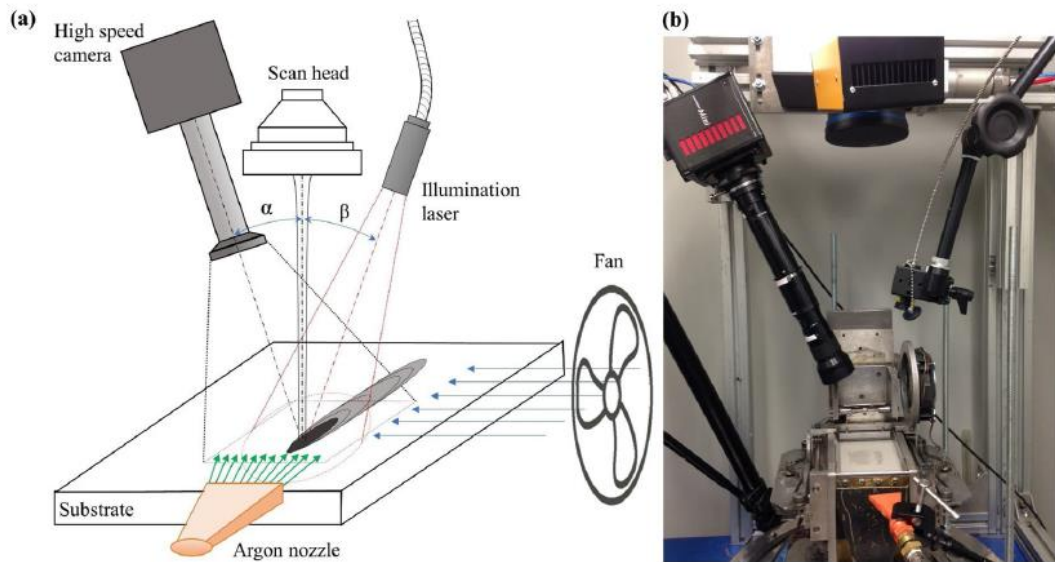 (a)
High speed
camera
Scan head
α
β
Illumination
laser
Fan
Substrate
Argon nozzle
(b)